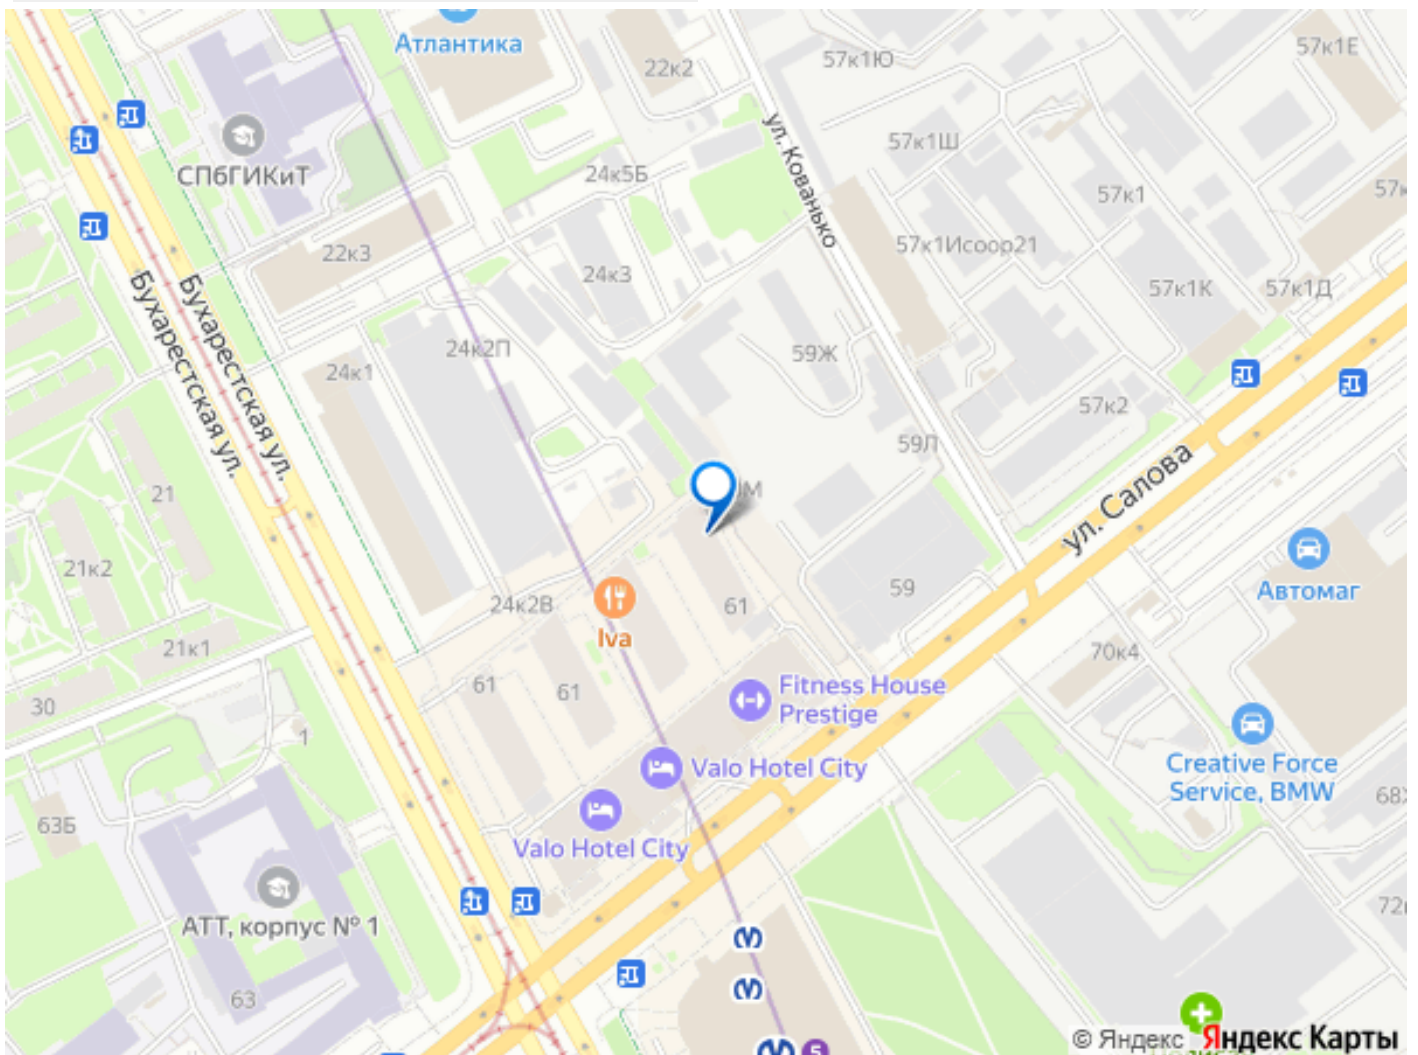 Атлантика
22к2
57к1Ю
57к1Е
СПбГИКиТ
24к5Б
ул. Кованько
57к1Ш
57к1
22к3
24к3
57к1Исоор21
57к1К
57к1Д
Бухарестская ул.
Бухарестская ул.
24к1
24к2П
59Ж
57к2
59Л
ул. Салова
21
21к2
24к2В
Iva
61
59
Автомаг
21к1
70к4
30
61
61
Fitness House
Prestige
1
Valo Hotel City
Creative Force
Service, BMW
63Б
Valo Hotel City
АТТ, корпус № 1
63
5
© Яндекс Яндекс Карты